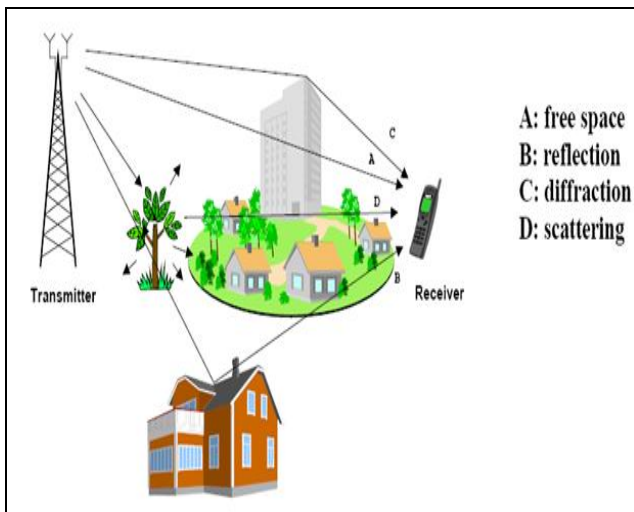 C
A
D
B
Transmitter
Receiver
A: free space
B: reflection
C: diffraction
D: scattering